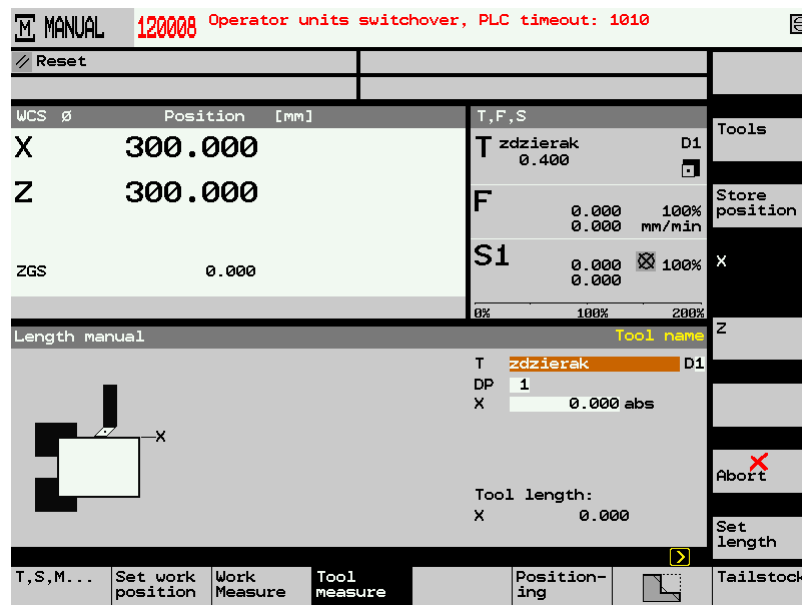 M MANUAL 120008 Operator units switchover, PLC timeout: 1010
// Reset
WCS Ø Position [mm] T,F,S
X 300.000
Z 300.000
ZGS 0.000
T zdzierak D1
0.400
F 0.000 100%
0.000 mm/min
S1 0.000 100%
0.000
0% 100% 200%
Tools
Store
position
X
Z
Abort
Set
length
Length manual Tool name
X
T zdzierak D1
DP 1
X 0.000 abs
Tool length:
X 0.000
T,S,M...
Set work
position
Work
Measure
Tool
measure
Position-
ing
Tailstock